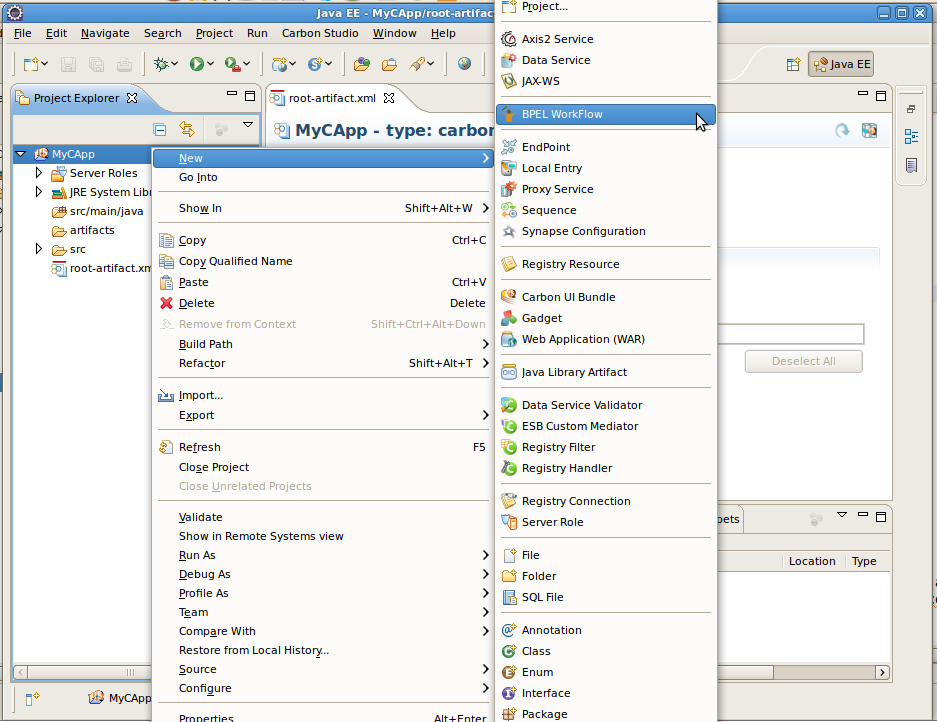 Java EE - MyCApp/root-artifac
File Edit Navigate Search Project Run Carbon Studio Window Help
Java EE
Project Explorer
root-artifact.xml
MyCApp - type: carbon
MyCApp
Server Roles
JRE System Libr
src/main/java
artifacts
src
root-artifact.xm
New
Go Into
Show In Shift+Alt+W
Copy Ctrl+C
Copy Qualified Name
Paste Ctrl+V
Delete Delete
Remove from Context Shift+Ctrl+Alt+Down
Build Path
Refactor Shift+Alt+T
Import...
Export
Refresh F5
Close Project
Close Unrelated Projects
Validate
Show in Remote Systems view
Run As
Debug As
Profile As
Team
Compare With
Restore from Local History...
Source
Configure
Properties Alt+Enter
Project...
Axis2 Service
Data Service
JAX-WS
BPEL WorkFlow
EndPoint
Local Entry
Proxy Service
Sequence
Synapse Configuration
Registry Resource
Carbon UI Bundle
Gadget
Web Application (WAR)
Java Library Artifact
Data Service Validator
ESB Custom Mediator
Registry Filter
Registry Handler
Registry Connection
Server Role
File
Folder
SQL File
Annotation
Class
Enum
Interface
Package
Deselect All
pets
Location Type
MyCApp